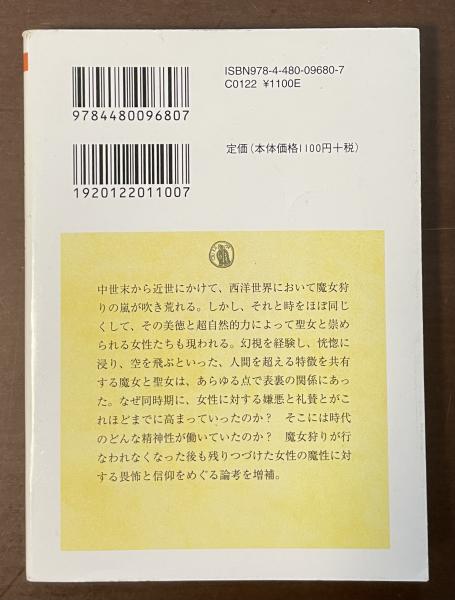 ISBN978-4-480-09680-7
C0122 ¥1100E
9784480096807
定価(本体価格1100円+税)
1920122011007
中世末から近世にかけて、西洋世界において魔女狩
りの嵐が吹き荒れる。しかし、それと時をほぼ同じ
くして、その美徳と超自然的力によって聖女と崇め
られる女性たちも現われる。幻視を経験し、恍惚に
浸り、空を飛ぶといった、人間を超える特徴を共有
する魔女と聖女は、あらゆる点で表裏の関係にあっ
た。なぜ同時期に、女性に対する嫌悪と礼賛とがこ
れほどまでに高まっていったのか? そこには時代
のどんな精神性が働いていたのか? 魔女狩りが行
なわれなくなった後も残りつづけた女性の魔性に対
する畏怖と信仰をめぐる論考を増補。